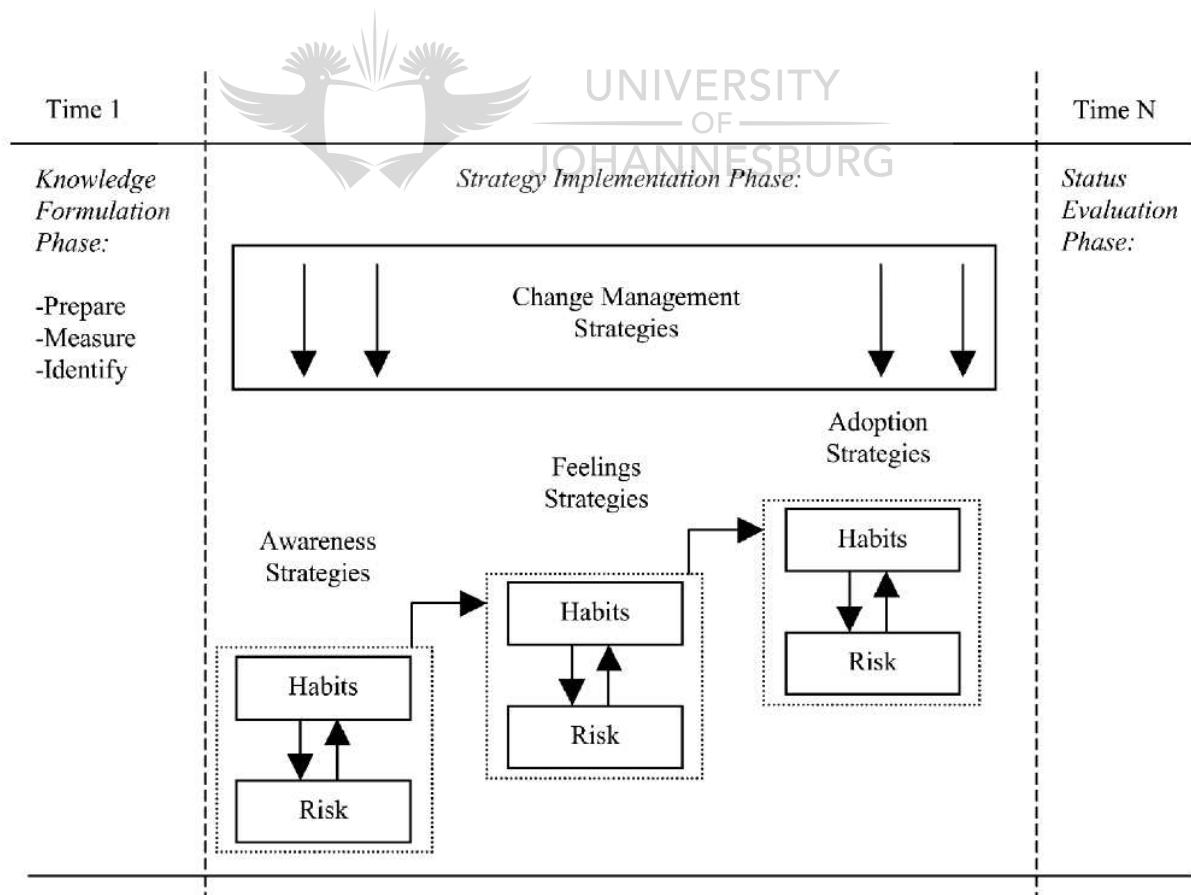 UNIVERSITY
OF
JOHANNESBURG
Time 1
Time N
Knowledge
Formulation
Phase:
-Prepare
-Measure
-Identify
Strategy Implementation Phase:
Status
Evaluation
Phase:
Change Management
Strategies
Awareness
Strategies
Habits
Risk
Feelings
Strategies
Habits
Risk
Adoption
Strategies
Habits
Risk